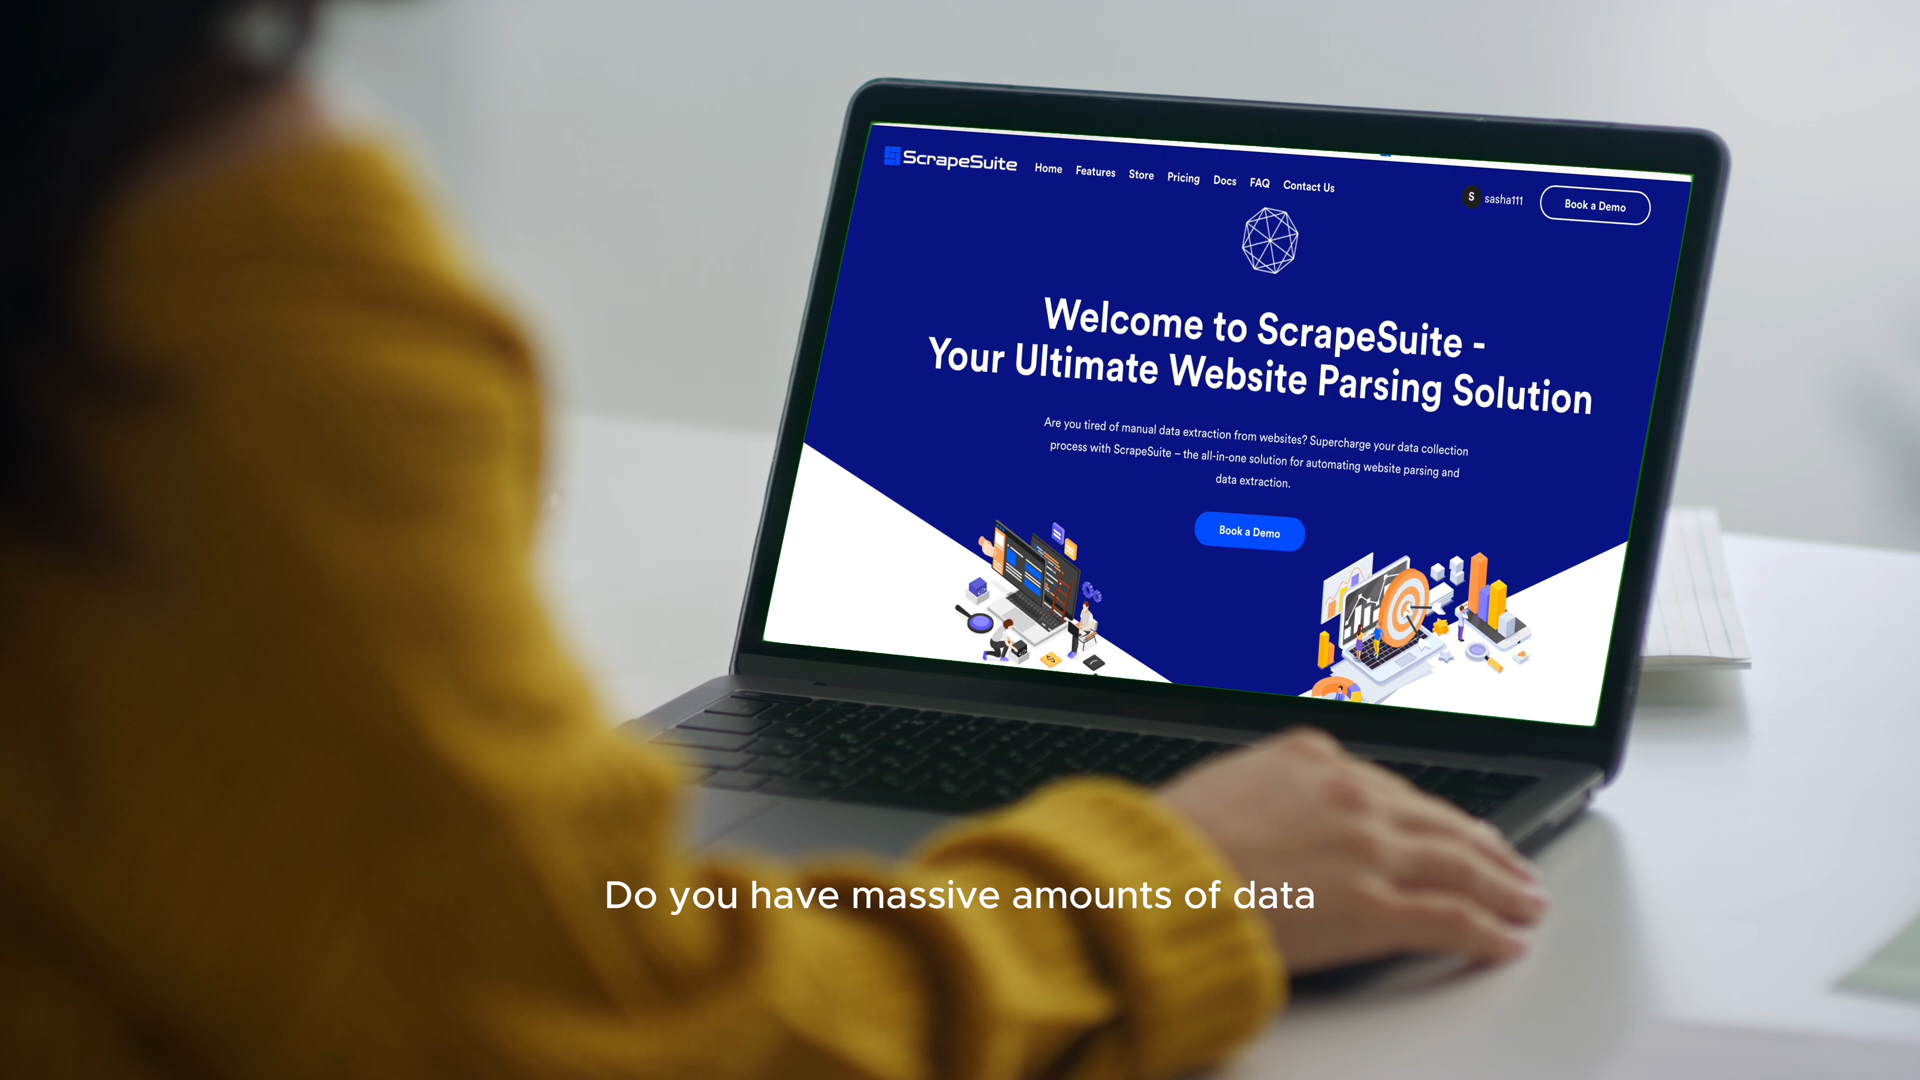 ScrapeSuite
Home Features Store Pricing Docs FAQ Contact Us
S sasha111
Book a Demo
Welcome to ScrapeSuite -
Your Ultimate Website Parsing Solution
Are you tired of manual data extraction from websites? Supercharge your data collection
process with ScrapeSuite – the all-in-one solution for automating website parsing and
data extraction.
Book a Demo
Do you have massive amounts of data